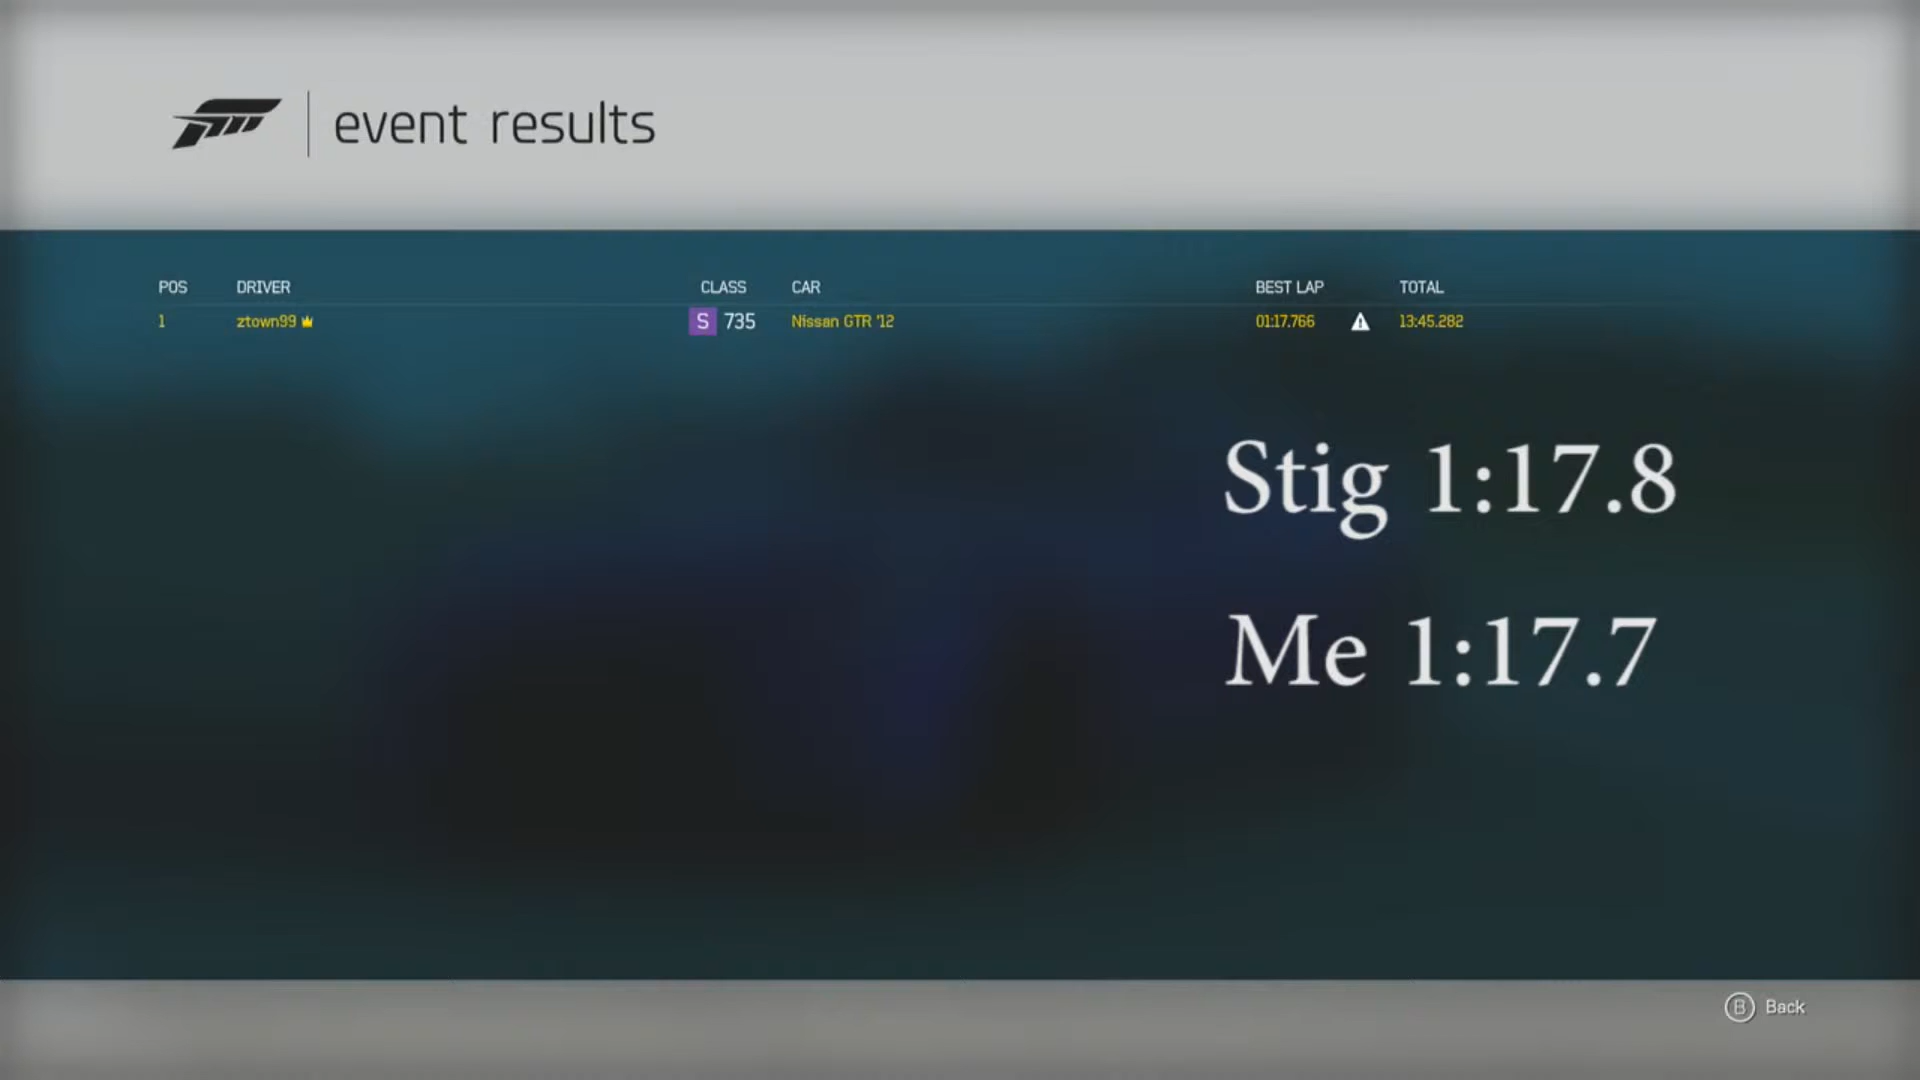 event results
POS DRIVER CLASS CAR BEST LAP TOTAL
1 ztown99 S 735 Nissan GTR '12 01:17.766 13:45.282
Stig 1:17.8
Me 1:17.7
B Back